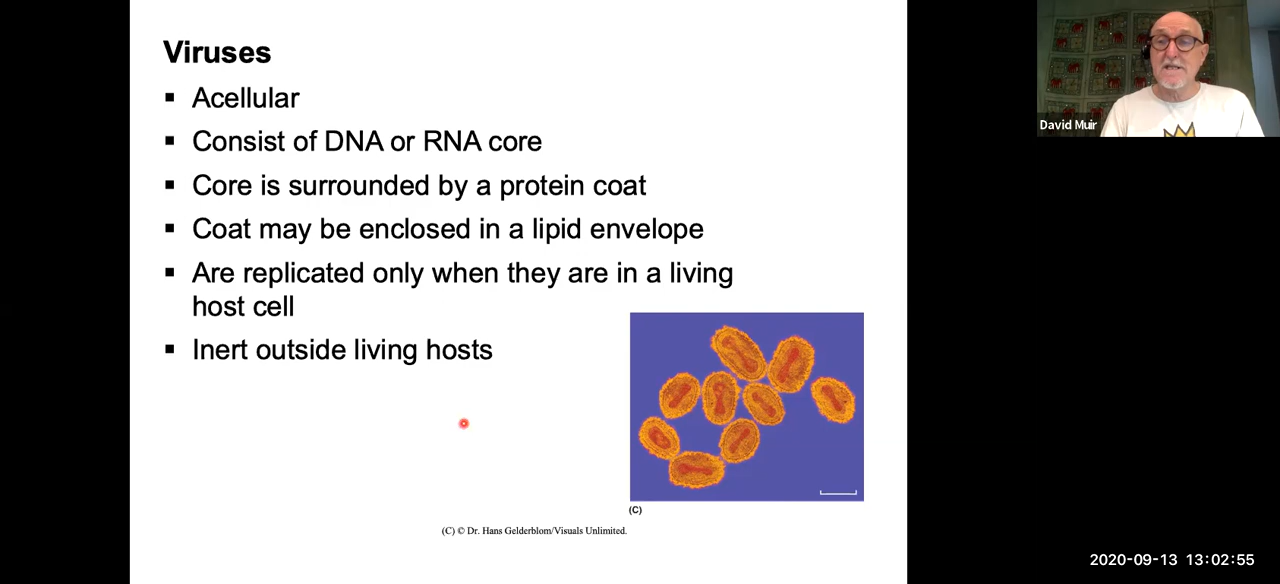 Viruses
▪ Acellular
▪ Consist of DNA or RNA core
▪ Core is surrounded by a protein coat
▪ Coat may be enclosed in a lipid envelope
▪ Are replicated only when they are in a living
host cell
▪ Inert outside living hosts
(C)
(C) © Dr. Hans Gelderblom/Visuals Unlimited.
David Muir
2020-09-13 13:02:55